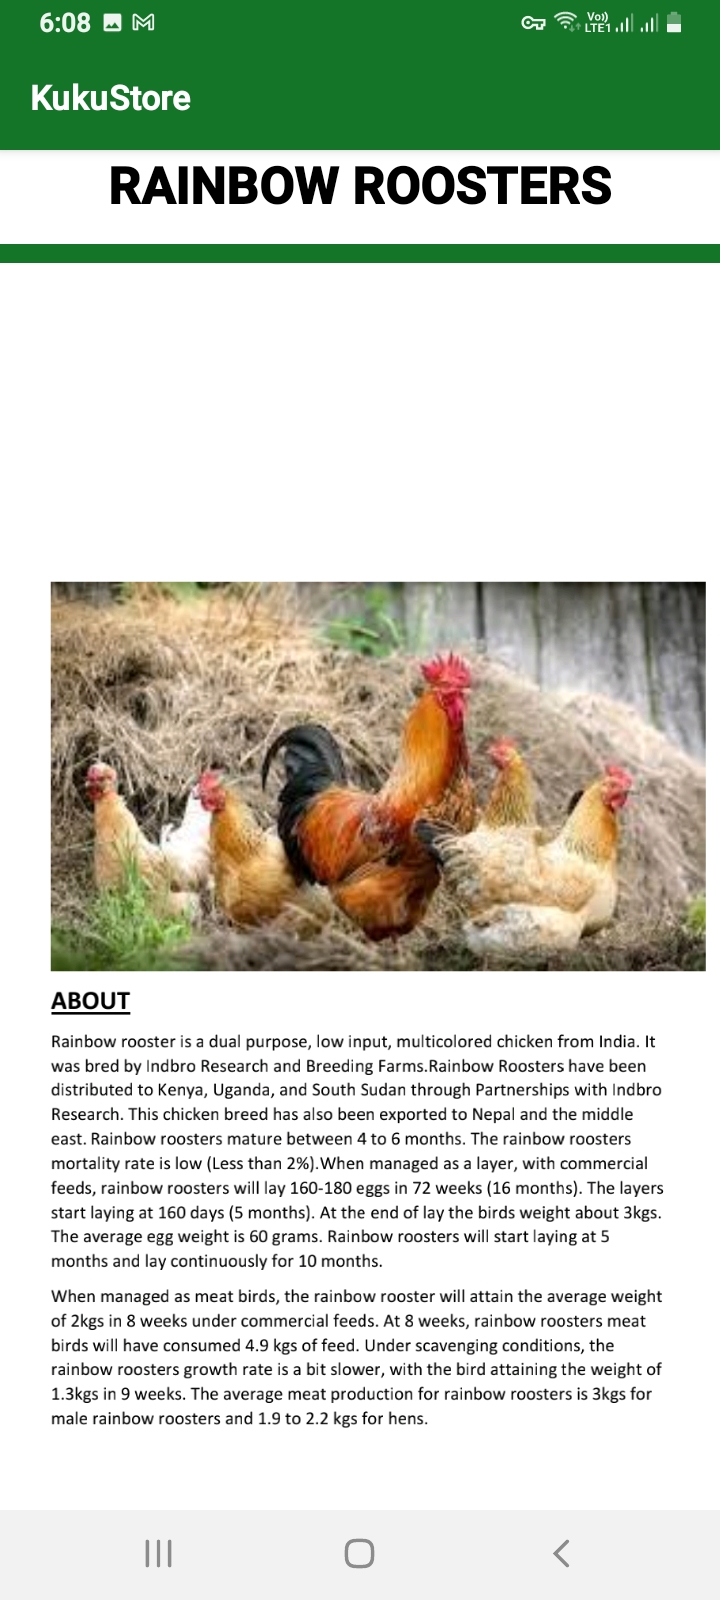 6:08
Vo))
LTE1
KukuStore
RAINBOW ROOSTERS
ABOUT
Rainbow rooster is a dual purpose, low input, multicolored chicken from India. It
was bred by Indbro Research and Breeding Farms.Rainbow Roosters have been
distributed to Kenya, Uganda, and South Sudan through Partnerships with Indbro
Research. This chicken breed has also been exported to Nepal and the middle
east. Rainbow roosters mature between 4 to 6 months. The rainbow roosters
mortality rate is low (Less than 2%).When managed as a layer, with commercial
feeds, rainbow roosters will lay 160-180 eggs in 72 weeks (16 months). The layers
start laying at 160 days (5 months). At the end of lay the birds weight about 3kgs.
The average egg weight is 60 grams. Rainbow roosters will start laying at 5
months and lay continuously for 10 months.
When managed as meat birds, the rainbow rooster will attain the average weight
of 2kgs in 8 weeks under commercial feeds. At 8 weeks, rainbow roosters meat
birds will have consumed 4.9 kgs of feed. Under scavenging conditions, the
rainbow roosters growth rate is a bit slower, with the bird attaining the weight of
1.3kgs in 9 weeks. The average meat production for rainbow roosters is 3kgs for
male rainbow roosters and 1.9 to 2.2 kgs for hens.